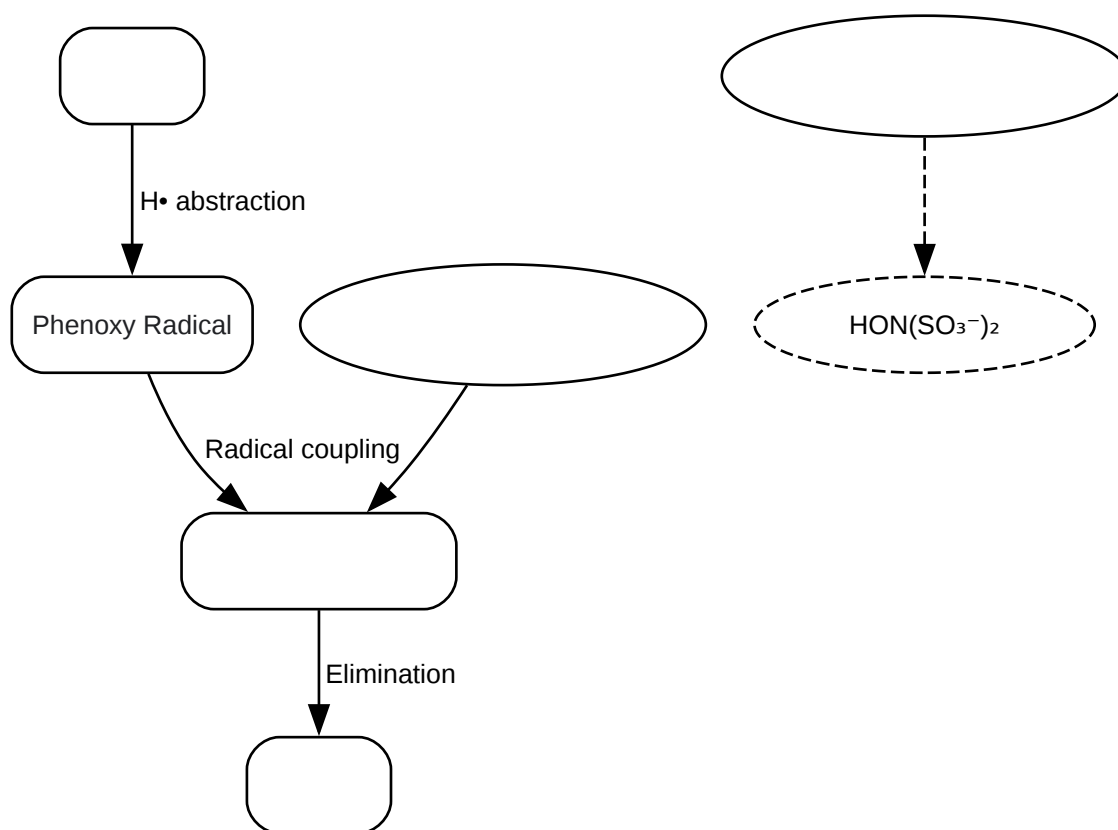 H• abstraction
Phenoxy Radical
HON(SO₃⁻)₂
Radical coupling
Elimination